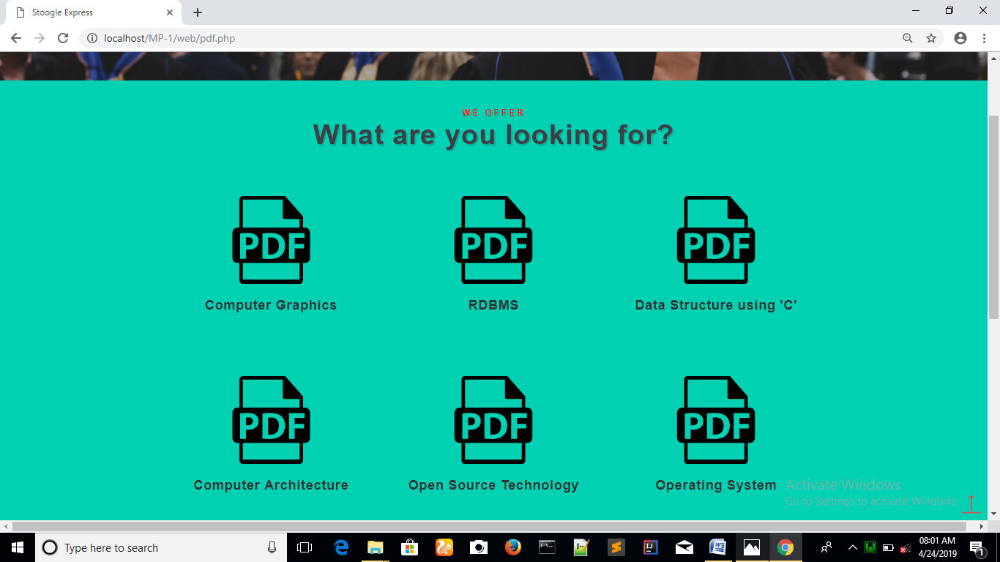 Stoogle Express
localhost/MP-1/web/pdf.php
WE OFFER
What are you looking for?
PDF PDF PDF
Computer Graphics RDBMS Data Structure using 'C'
PDF PDF PDF
Computer Architecture Open Source Technology Operating System
Activate Windows
Go to Settings to activate Windows.
Type here to search
08:01 AM
4/24/2019
1